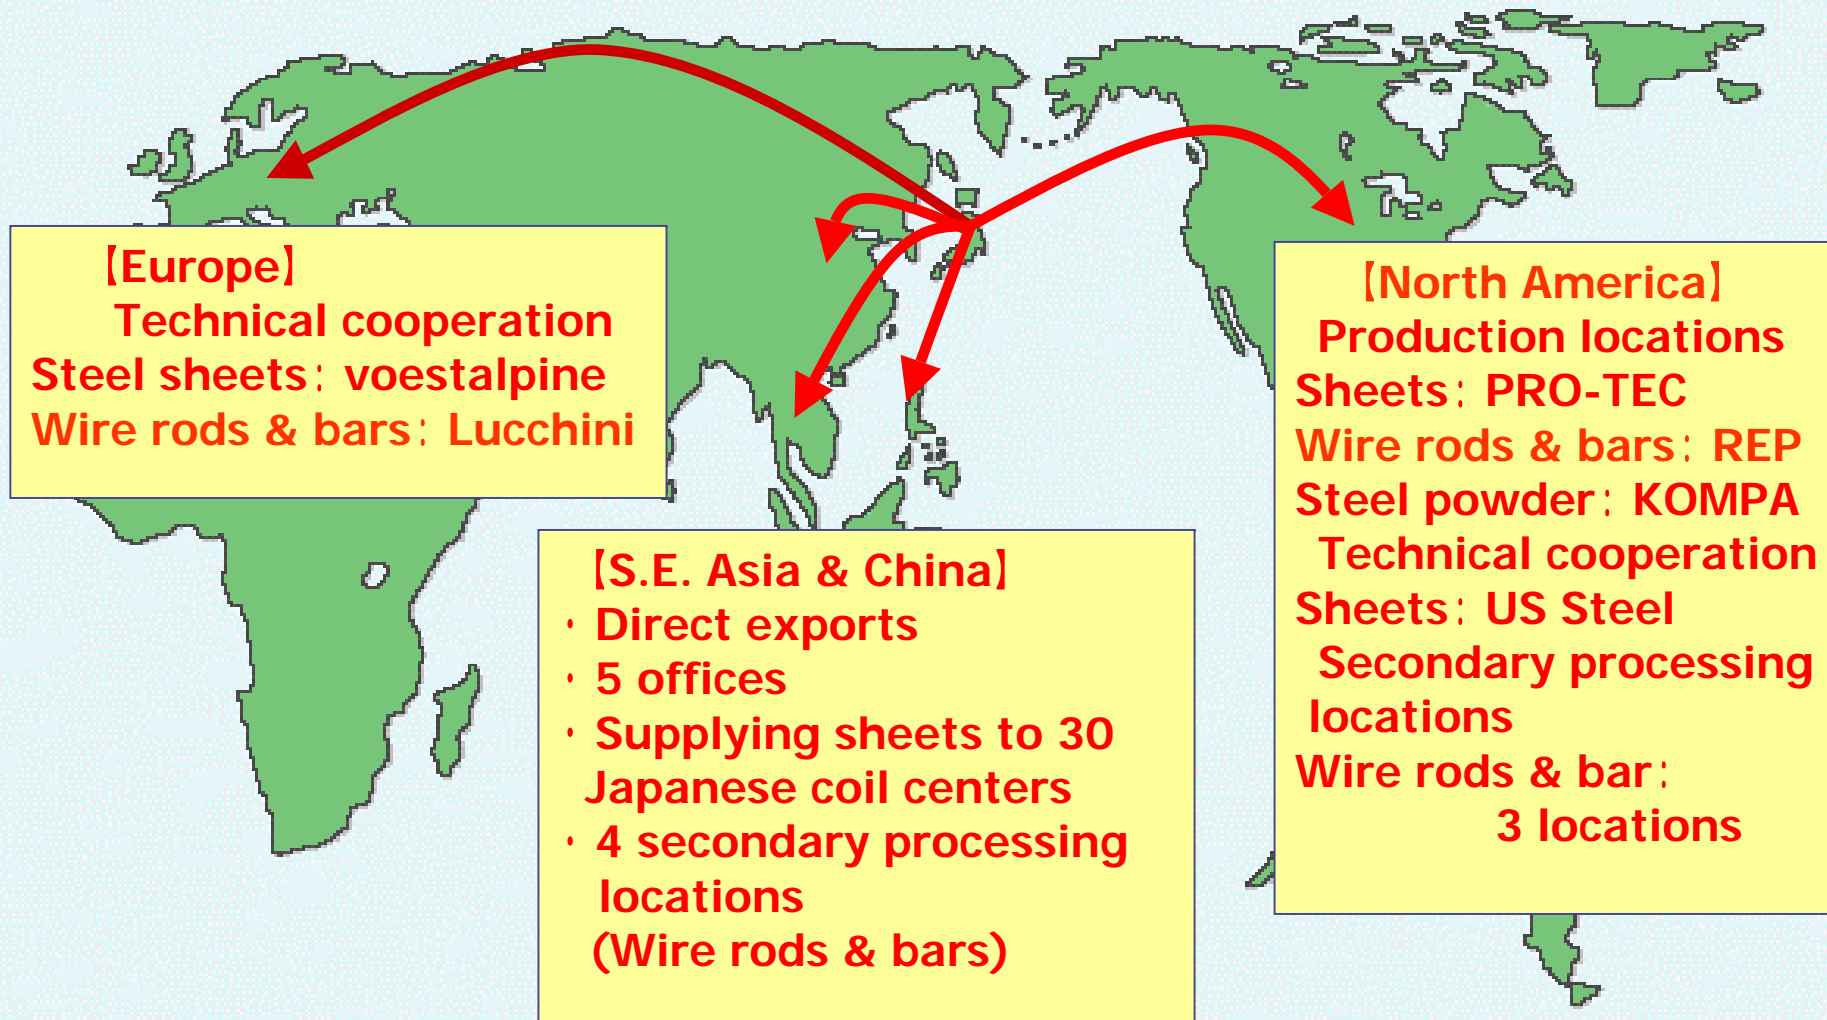 【Europe】
Technical cooperation
Steel sheets: voestalpine
Wire rods & bars: Lucchini
【S.E. Asia & China】
・Direct exports
・5 offices
・Supplying sheets to 30
Japanese coil centers
・4 secondary processing
locations
(Wire rods & bars)
【North America】
Production locations
Sheets: PRO-TEC
Wire rods & bars: REP
Steel powder: KOMPA
Technical cooperation
Sheets: US Steel
Secondary processing
locations
Wire rods & bar:
3 locations